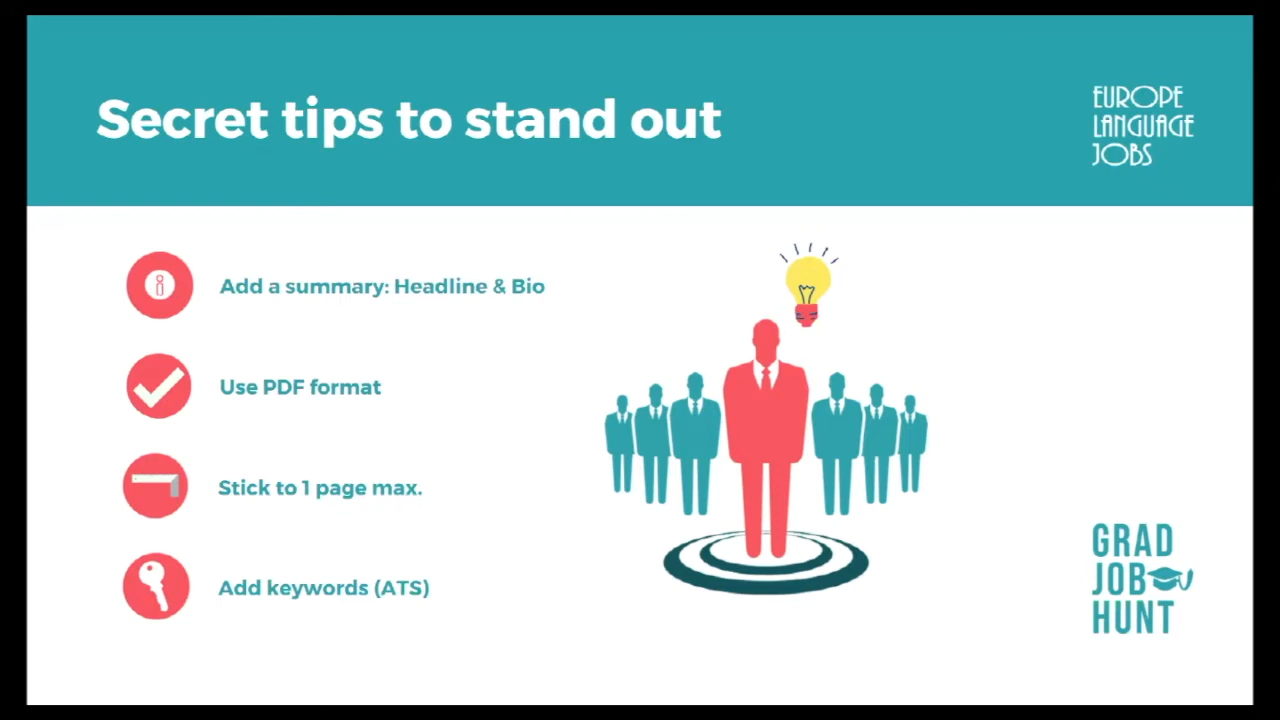 Secret tips to stand out
EUROPE
LANGUAGE
JOBS
Add a summary: Headline & Bio
Use PDF format
Stick to 1 page max.
Add keywords (ATS)
GRAD
JOB
HUNT